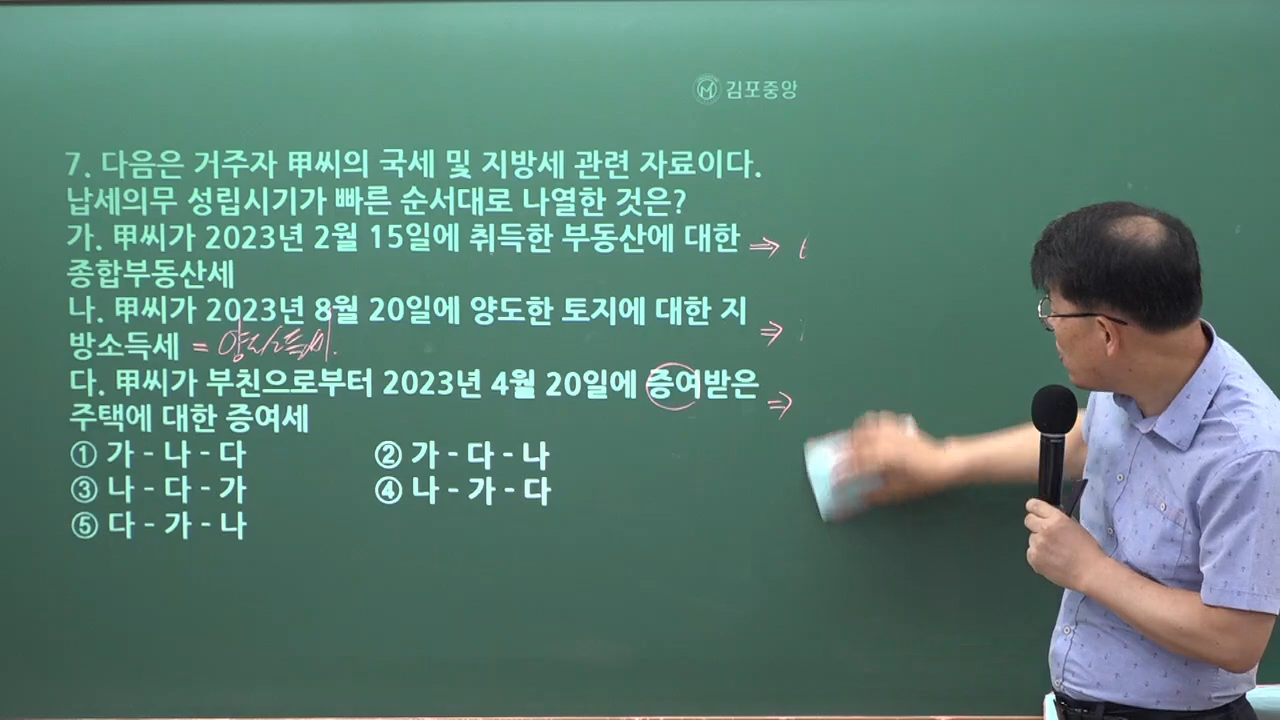 김포중앙
7. 다음은 거주자 甲씨의 국세 및 지방세 관련 자료이다.
납세의무 성립시기가 빠른 순서대로 나열한 것은?
가. 甲씨가 2023년 2월 15일에 취득한 부동산에 대한 ⇒
종합부동산세
나. 甲씨가 2023년 8월 20일에 양도한 토지에 대한 지
방소득세 = ⇒
다. 甲씨가 부친으로부터 2023년 4월 20일에 증여받은 ⇒
주택에 대한 증여세
① 가 - 나 - 다 ② 가 - 다 - 나
③ 나 - 다 - 가 ④ 나 - 가 - 다
⑤ 다 - 가 - 나